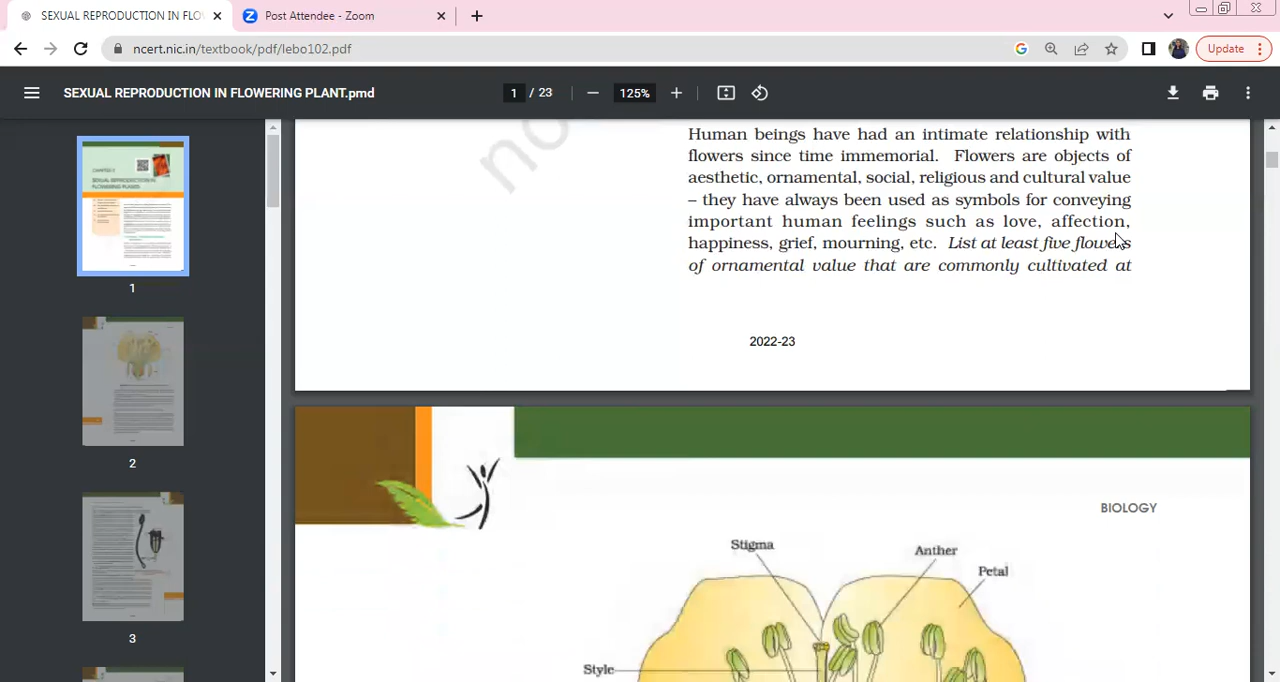 SEXUAL REPRODUCTION IN FLO
Post Attendee - Zoom
ncert.nic.in/textbook/pdf/lebo102.pdf
Update
SEXUAL REPRODUCTION IN FLOWERING PLANT.pmd
1 / 23
125%
Human beings have had an intimate relationship with
flowers since time immemorial. Flowers are objects of
aesthetic, ornamental, social, religious and cultural value
– they have always been used as symbols for conveying
important human feelings such as love, affection,
happiness, grief, mourning, etc. List at least five flowers
of ornamental value that are commonly cultivated at
2022-23
BIOLOGY
Stigma
Anther
Petal
Style
no
1
2
3